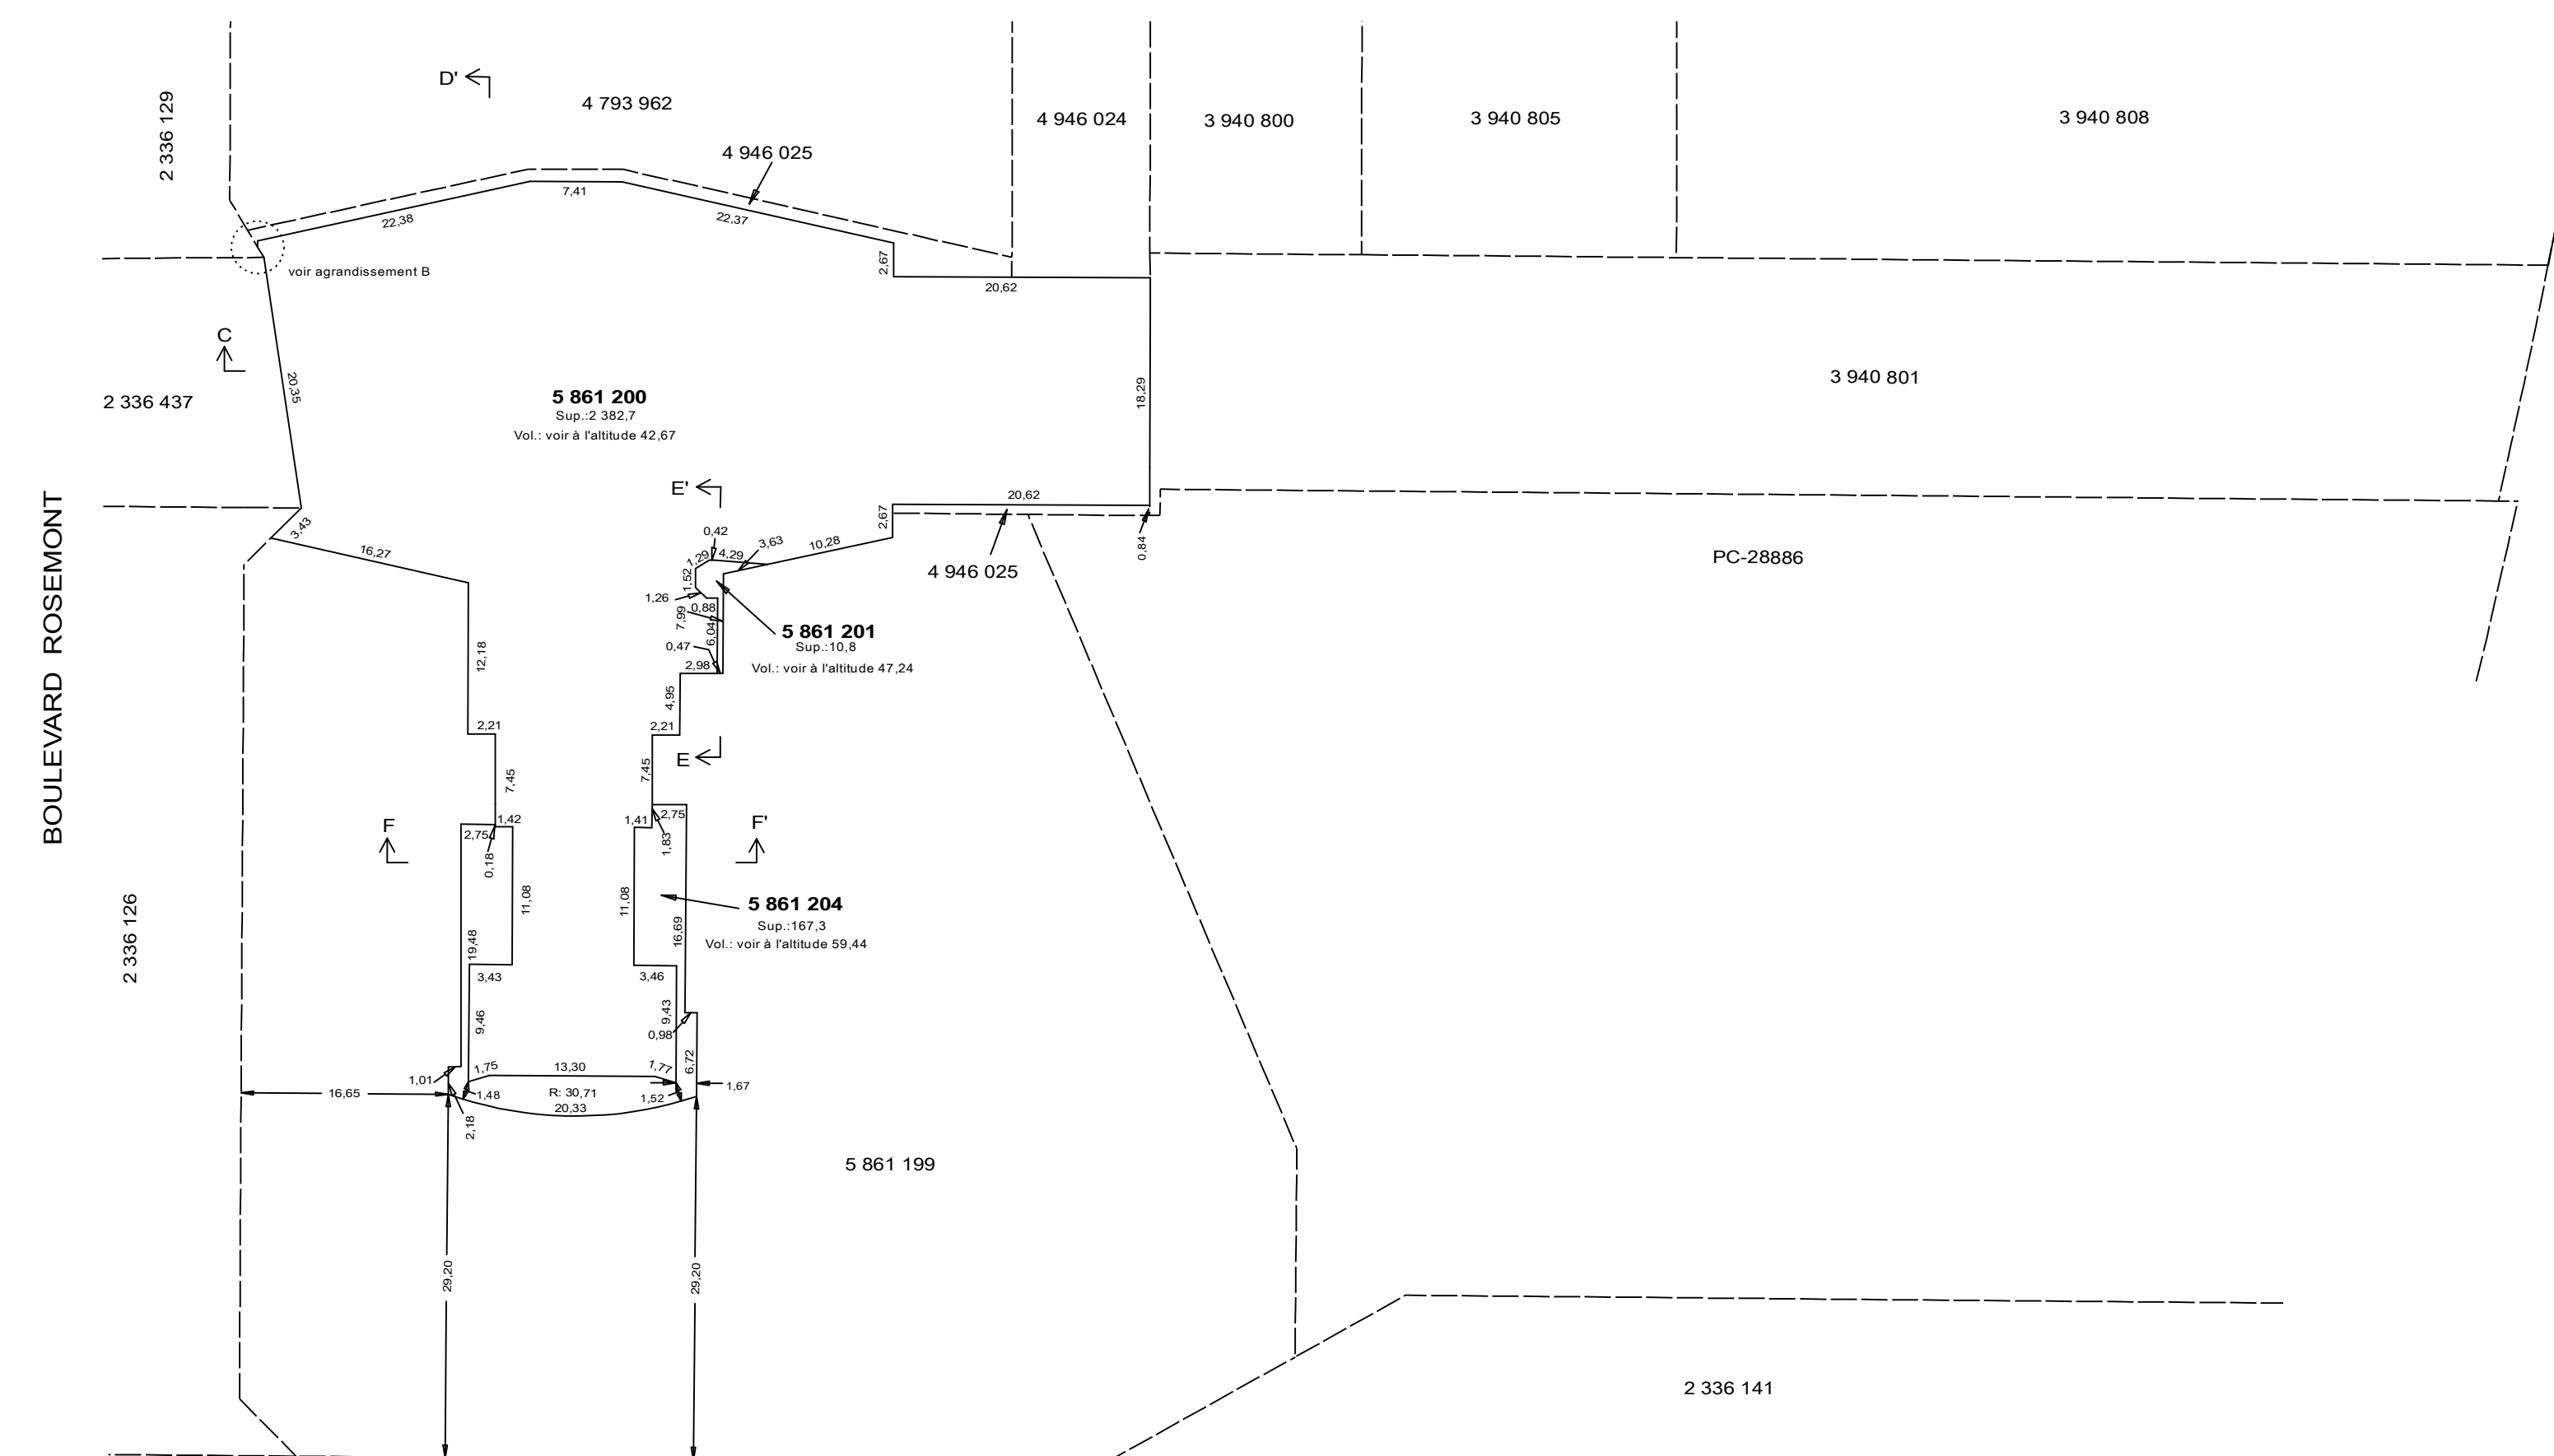 D'
4 793 962
2 336 129
4 946 025
4 946 024
3 940 800
3 940 805
3 940 808
7,41
22,38
22,37
2,67
20,62
voir agrandissement B
C
20,35
2 336 437
5 861 200
Sup.:2 382,7
Vol.: voir à l'altitude 42,67
18,29
3 940 801
BOULEVARD ROSEMONT
E'
20,62
2,67
0,84
4 946 025
PC-28886
3,43
16,27
0,42
1,29
4,29
3,63
10,28
1,52
1,26
0,88
7,99
6,04
0,47
2,98
5 861 201
Sup.:10,8
Vol.: voir à l'altitude 47,24
12,18
4,95
2,21
2,21
E
7,45
7,45
F
F'
1,42
2,75
0,18
1,41
2,75
1,83
11,08
11,08
5 861 204
Sup.:167,3
Vol.: voir à l'altitude 59,44
19,48
16,69
3,43
3,46
9,46
9,43
0,98
6,72
2 336 126
1,01
1,75
13,30
1,77
1,67
16,65
1,48
R: 30,71
20,33
1,52
2,18
5 861 199
29,20
29,20
2 336 141